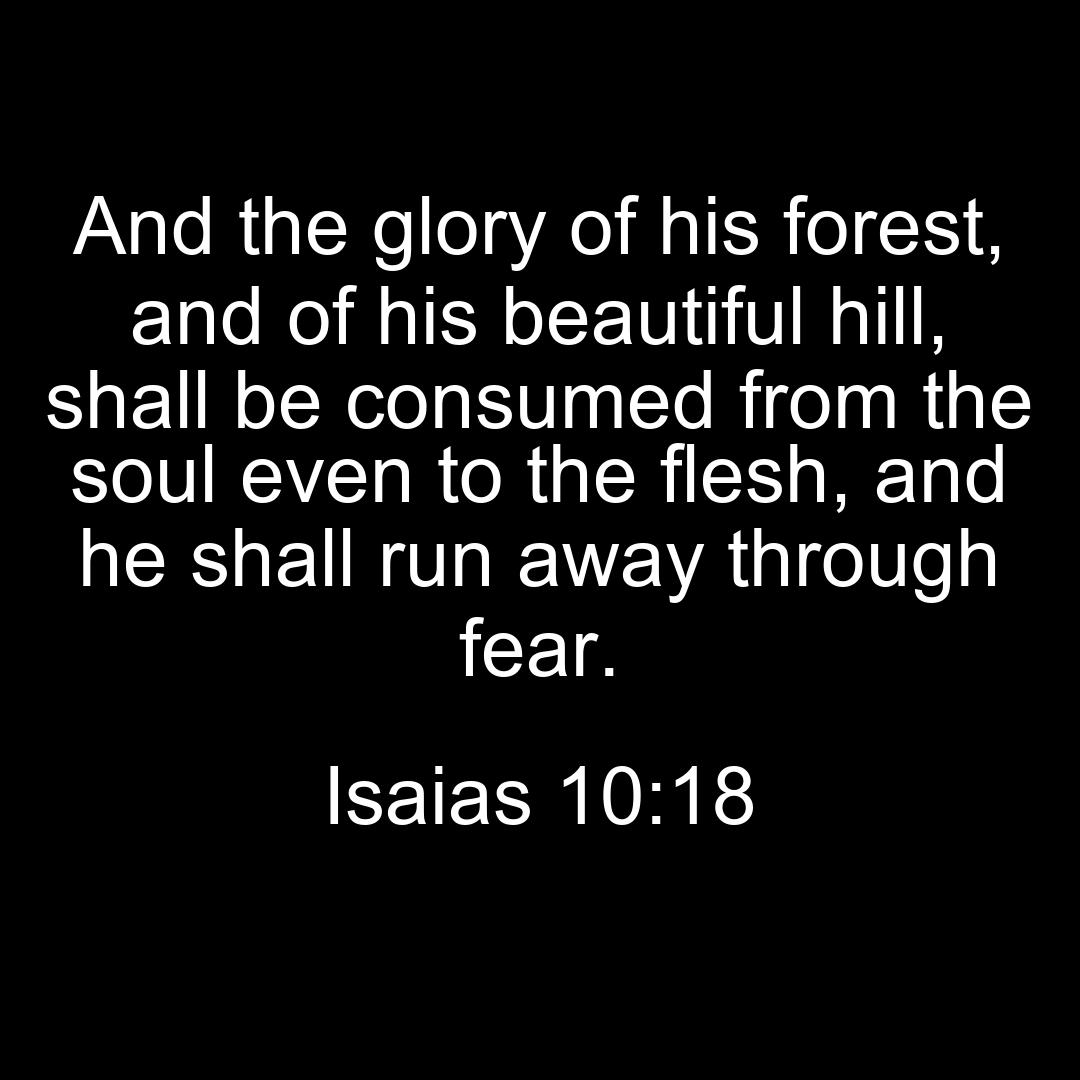 And the glory of his forest,
and of his beautiful hill,
shall be consumed from the
soul even to the flesh, and
he shall run away through
fear.
Isaias 10:18